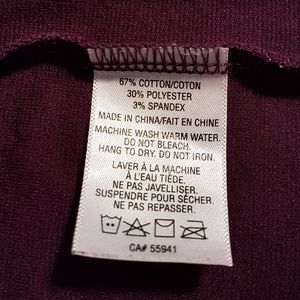 67% COTTON/COTON
30% POLYESTER
3% SPANDEX
MADE IN CHINA/FAIT EN CHINE
MACHINE WASH WARM WATER.
DO NOT BLEACH.
HANG TO DRY. DO NOT IRON.
LAVER À LA MACHINE
À L'EAU TIÈDE.
NE PAS JAVELLISER.
SUSPENDRE POUR SÉCHER.
NE PAS REPASSER.
CA# 55941